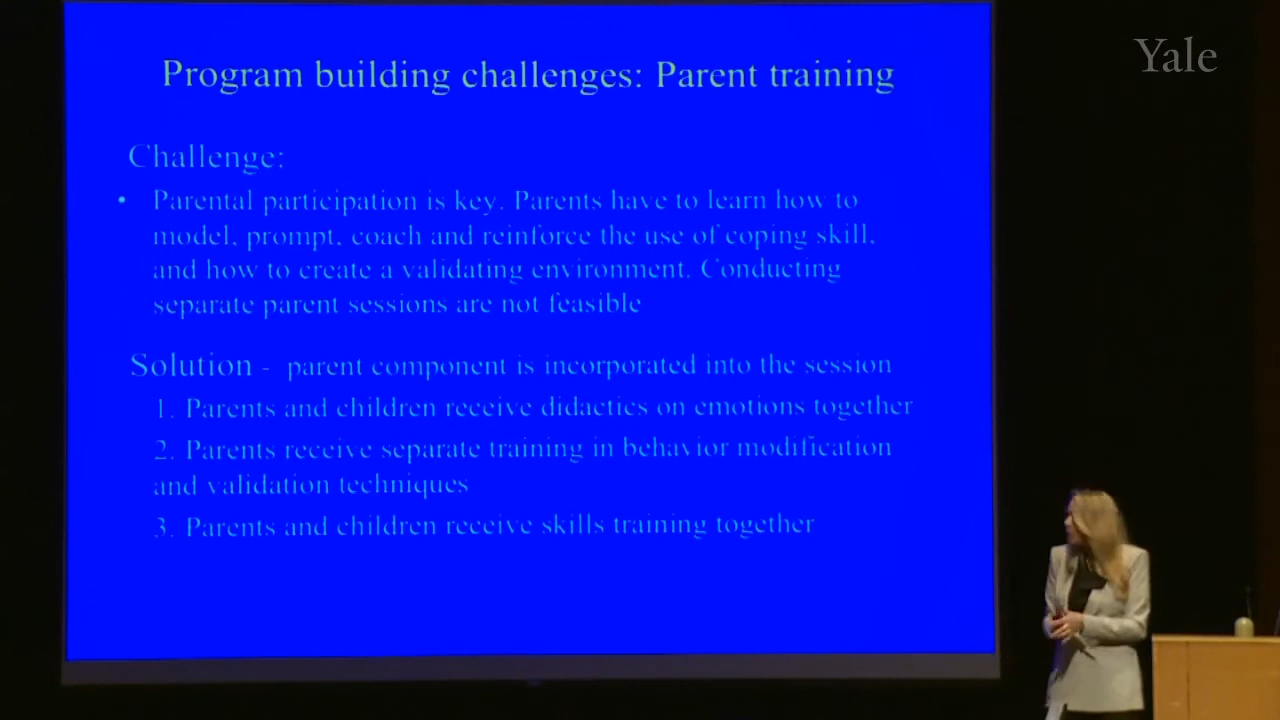 Yale
Program building challenges: Parent training
Challenge:
• Parental participation is key. Parents have to learn how to
model, prompt, coach and reinforce the use of coping skill,
and how to create a validating environment. Conducting
separate parent sessions are not feasible
Solution - parent component is incorporated into the session
1. Parents and children receive didactics on emotions together
2. Parents receive separate training in behavior modification
and validation techniques
3. Parents and children receive skills training together